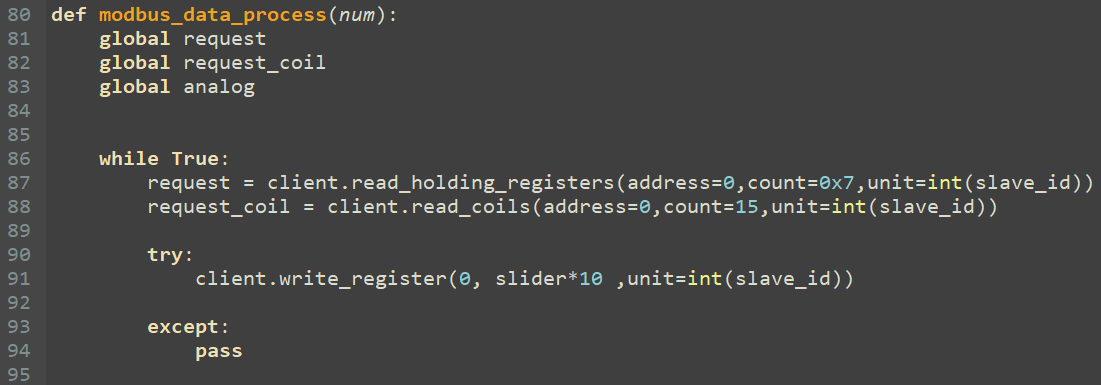 80 def modbus_data_process(num):
81     global request
82     global request_coil
83     global analog
84
85
86     while True:
87         request = client.read_holding_registers(address=0,count=0x7,unit=int(slave_id))
88         request_coil = client.read_coils(address=0,count=15,unit=int(slave_id))
89
90         try:
91             client.write_register(0, slider*10 ,unit=int(slave_id))
92
93         except:
94             pass
95